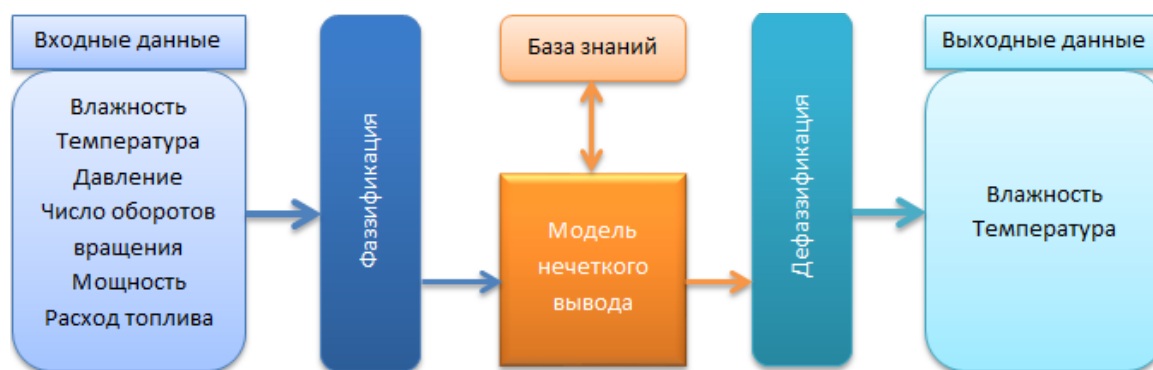 Входные данные
Влажность
Температура
Давление
Число оборотов
вращения
Мощность
Расход топлива
Фаззификация
База знаний
Модель
нечеткого
вывода
Дефаззификация
Выходные данные
Влажность
Температура